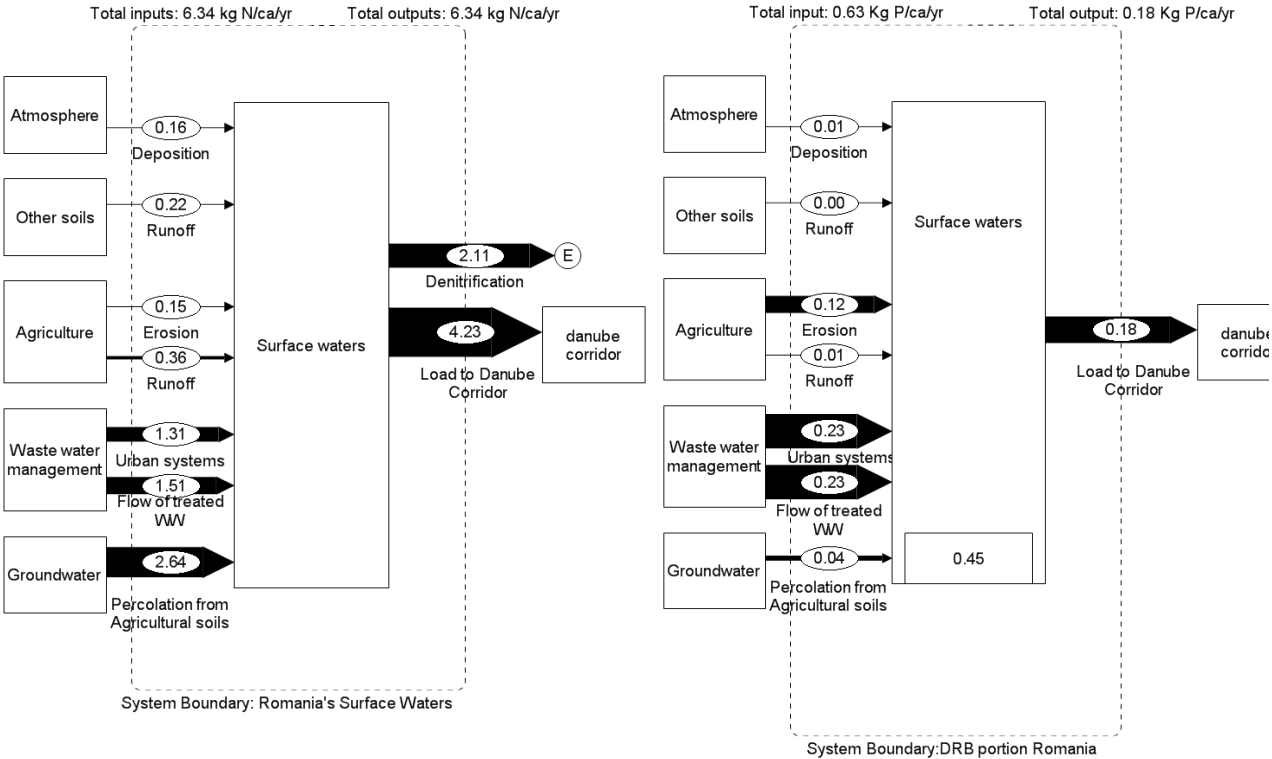 Total inputs: 6.34 kg N/ca/yr
Total outputs: 6.34 kg N/ca/yr
Atmosphere
0.16
Deposition
Other soils
0.22
Runoff
Agriculture
0.15
Erosion
0.36
Runoff
Waste water
management
1.31
Urban systems
1.51
Flow of treated
WW
Groundwater
2.64
Percolation from
Agricultural soils
Surface waters
2.11
E
Denitrification
4.23
Load to Danube
Corridor
danube
corridor
System Boundary: Romania's Surface Waters
Total input: 0.63 Kg P/ca/yr
Total output: 0.18 Kg P/ca/yr
Atmosphere
0.01
Deposition
Other soils
0.00
Runoff
Agriculture
0.12
Erosion
0.01
Runoff
Waste water
management
0.23
Urban systems
0.23
Flow of treated
WW
Groundwater
0.04
Percolation from
Agricultural soils
Surface waters
0.45
0.18
Load to Danube
Corridor
danube
corrido
System Boundary:DRB portion Romania